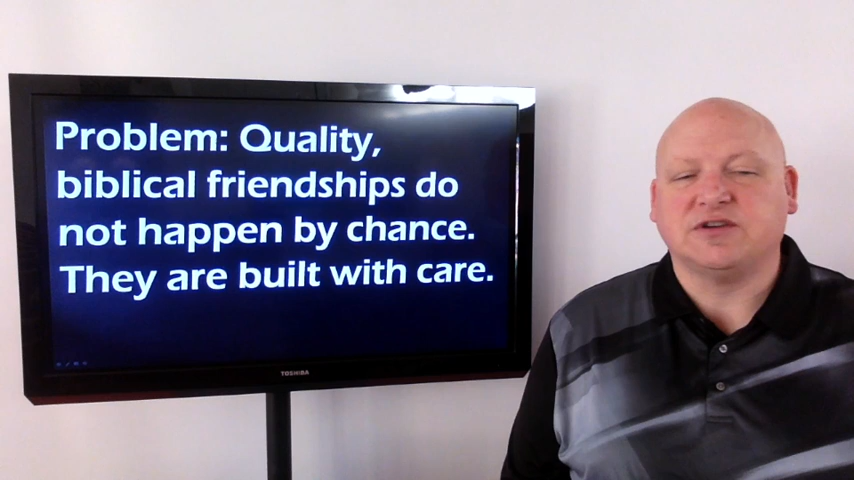 Problem: Quality,
biblical friendships do
not happen by chance.
They are built with care.
TOSHIBA